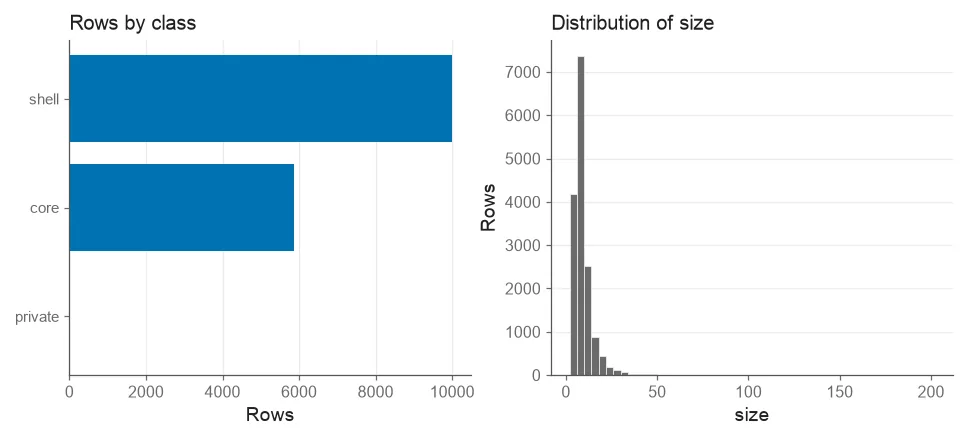 Rows by class
shell
core
private
0 2000 4000 6000 8000 10000
Rows
Distribution of size
7000
6000
5000
4000
3000
2000
1000
0
Rows
0 50 100 150 200
size